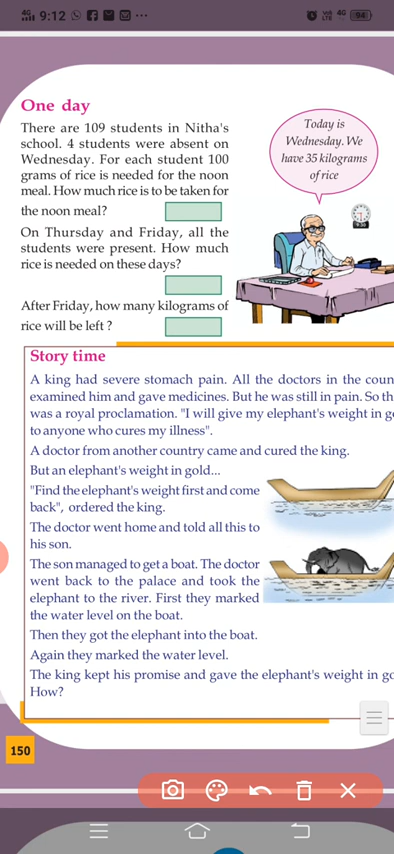 4G 9:12 ...
4G 94
One day
There are 109 students in Nitha's
school. 4 students were absent on
Wednesday. For each student 100
grams of rice is needed for the noon
meal. How much rice is to be taken for
the noon meal?
On Thursday and Friday, all the
students were present. How much
rice is needed on these days?
After Friday, how many kilograms of
rice will be left ?
Today is
Wednesday. We
have 35 kilograms
of rice
Story time
A king had severe stomach pain. All the doctors in the coun
examined him and gave medicines. But he was still in pain. So th
was a royal proclamation. "I will give my elephant's weight in g
to anyone who cures my illness".
A doctor from another country came and cured the king.
But an elephant's weight in gold...
"Find the elephant's weight first and come
back", ordered the king.
The doctor went home and told all this to
his son.
The son managed to get a boat. The doctor
went back to the palace and took the
elephant to the river. First they marked
the water level on the boat.
Then they got the elephant into the boat.
Again they marked the water level.
The king kept his promise and gave the elephant's weight in go
How?
150